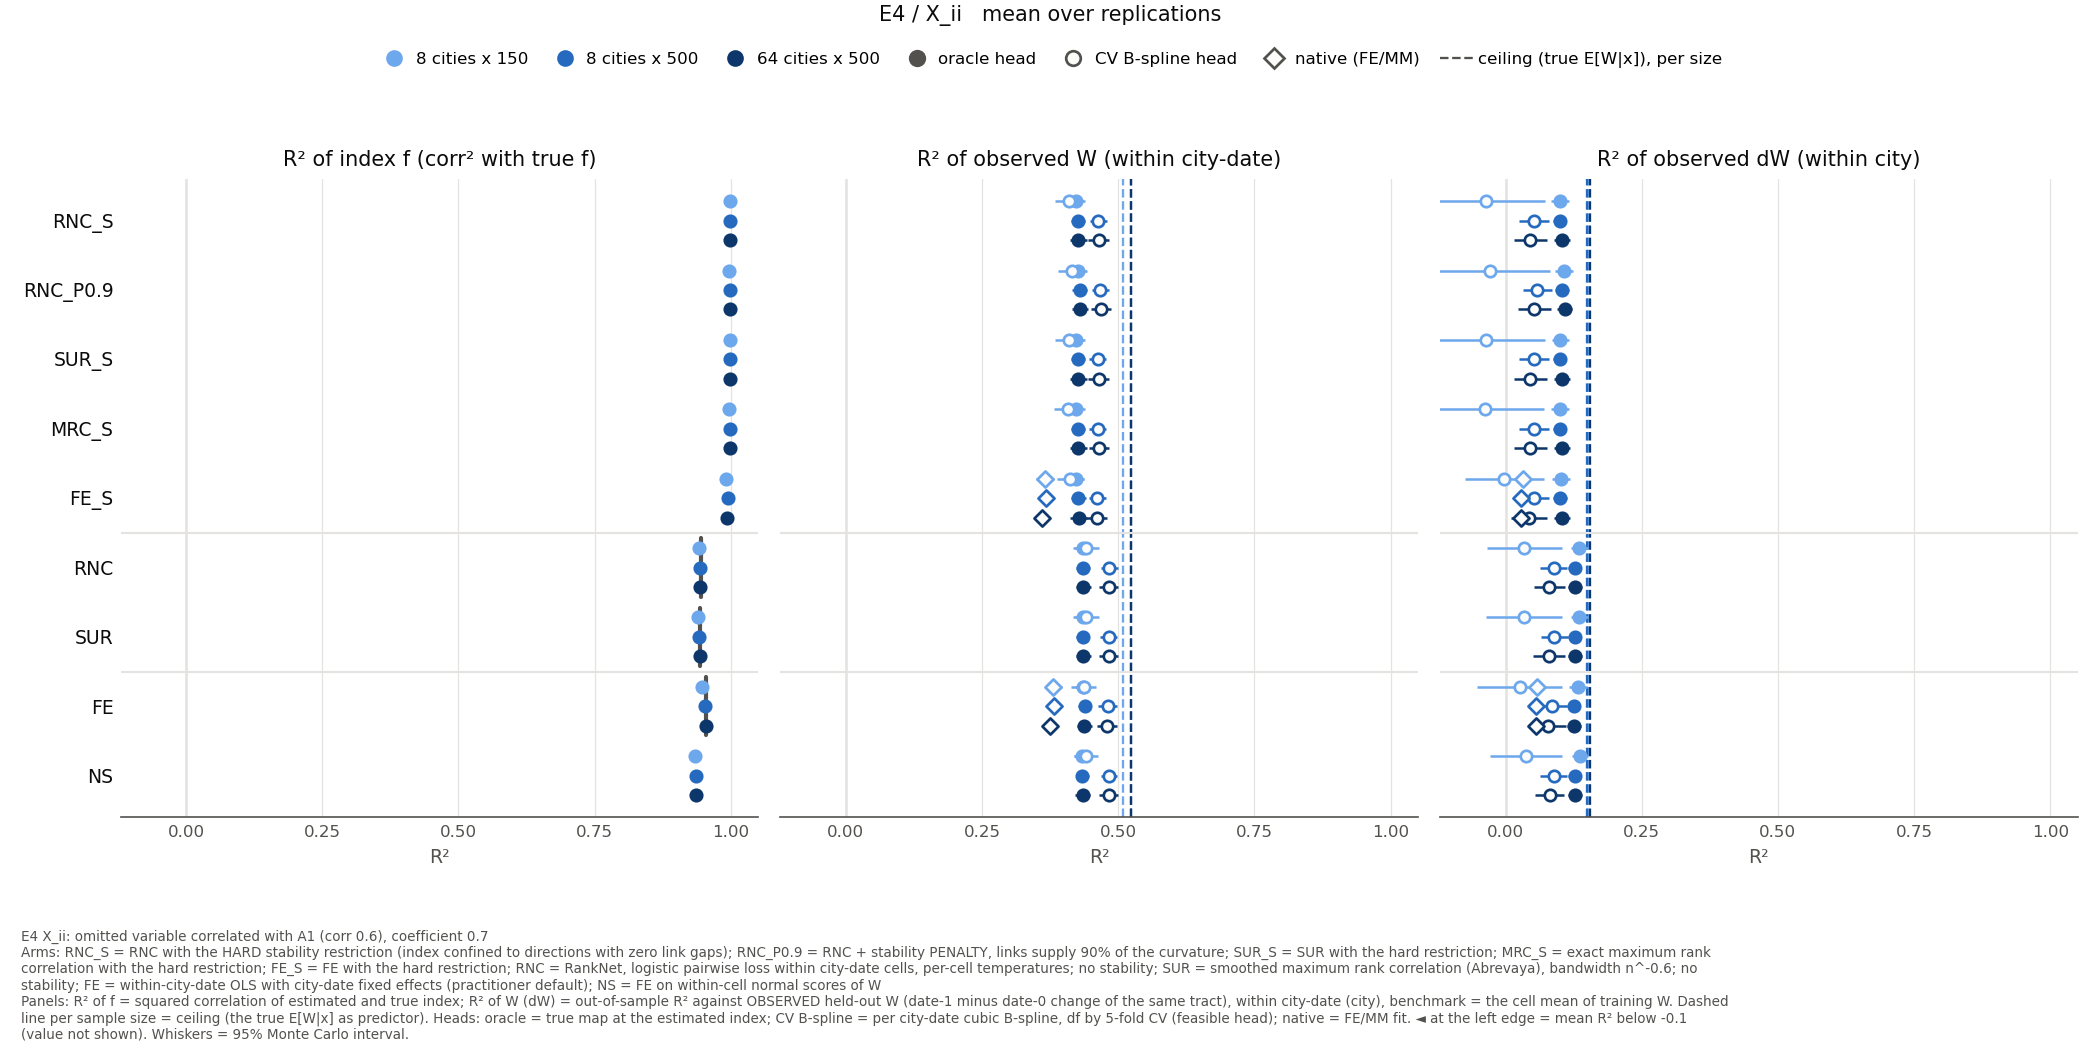 E4 / X_ii   mean over replications
8 cities x 150   8 cities x 500   64 cities x 500   oracle head   CV B-spline head   native (FE/MM)   ceiling (true E[W|x]), per size
R² of index f (corr² with true f)   R² of observed W (within city-date)   R² of observed dW (within city)
RNC_S
RNC_P0.9
SUR_S
MRC_S
FE_S
RNC
SUR
FE
NS
0.00   0.25   0.50   0.75   1.00   0.00   0.25   0.50   0.75   1.00   0.00   0.25   0.50   0.75   1.00
R²   R²   R²
E4 X_ii: omitted variable correlated with A1 (corr 0.6), coefficient 0.7
Arms: RNC_S = RNC with the HARD stability restriction (index confined to directions with zero link gaps); RNC_P0.9 = RNC + stability PENALTY, links supply 90% of the curvature; SUR_S = SUR with the hard restriction; MRC_S = exact maximum rank
correlation with the hard restriction; FE_S = FE with the hard restriction; RNC = RankNet, logistic pairwise loss within city-date cells, per-cell temperatures; no stability; SUR = smoothed maximum rank correlation (Abrevaya), bandwidth n^-0.6; no
stability; FE = within-city-date OLS with city-date fixed effects (practitioner default); NS = FE on within-cell normal scores of W
Panels: R² of f = squared correlation of estimated and true index; R² of W (dW) = out-of-sample R² against OBSERVED held-out W (date-1 minus date-0 change of the same tract), within city-date (city), benchmark = the cell mean of training W. Dashed
line per sample size = ceiling (the true E[W|x] as predictor). Heads: oracle = true map at the estimated index; CV B-spline = per city-date cubic B-spline, df by 5-fold CV (feasible head); native = FE/MM fit. ◄ at the left edge = mean R² below -0.1
(value not shown). Whiskers = 95% Monte Carlo interval.